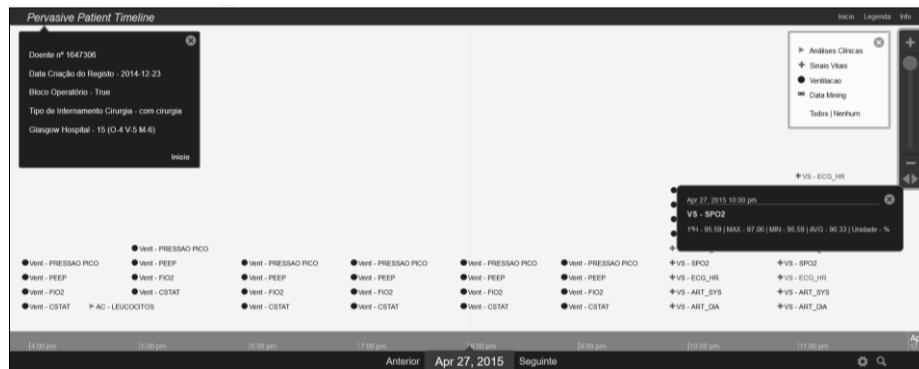 Pervasive Patient Timeline
Inicio Legenda Info
Doente nº 1647306
Data Criação do Registo - 2014-12-23
Bloco Operatório - True
Tipo de Internamento Cirurgia - com cirurgia
Glasgow Hospital - 15 (O-4 V-5 M-6)
Inicio
Análises Clínicas
Sinais Vitais
Ventilacao
Data Mining
Todos | Nenhum
VS - ECG_HR
Apr 27, 2015 10:00 pm
VS - SPO2
1ªH - 95.59 | MAX - 97.06 | MIN - 95.59 | AVG - 96.33 | Unidade - %
Vent - PRESSAO PICO
Vent - PRESSAO PICO Vent - PEEP Vent - PRESSAO PICO Vent - PRESSAO PICO Vent - PRESSAO PICO Vent - PRESSAO PICO VS - SPO2 VS - SPO2
Vent - PEEP Vent - FIO2 Vent - PEEP Vent - PEEP Vent - PEEP Vent - PEEP VS - ECG_HR VS - ECG_HR
Vent - FIO2 Vent - CSTAT Vent - FIO2 Vent - FIO2 Vent - FIO2 Vent - FIO2 VS - ART_SYS VS - ART_SYS
Vent - CSTAT AC - LEUCOCITOS Vent - CSTAT Vent - CSTAT Vent - CSTAT Vent - CSTAT VS - ART_DIA VS - ART_DIA
4:00 pm 5:00 pm 6:00 pm 7:00 pm 8:00 pm 9:00 pm 10:00 pm 11:00 pm
Anterior Apr 27, 2015 Seguinte